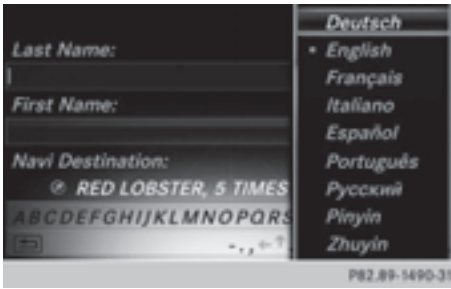 Last Name:
First Name:
Navi Destination:
RED LOBSTER, 5 TIMES
ABCDEFGHIJKLMNOPQRS
-.,←↑
Deutsch
• English
Français
Italiano
Español
Português
Русский
Pinyin
Zhuyin
P82.89-1490-31